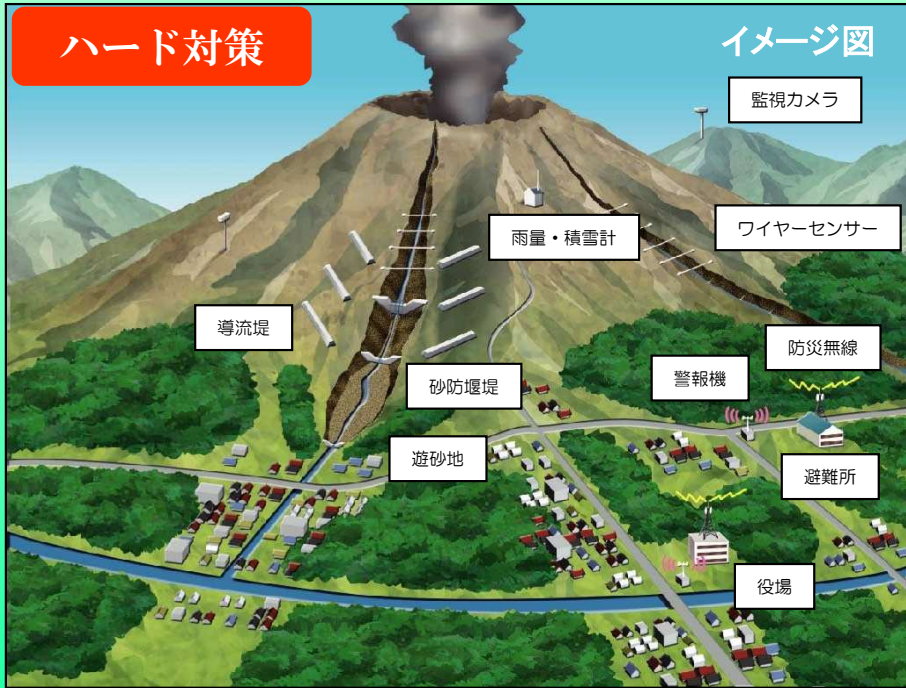 ハード対策
イメージ図
監視カメラ
雨量・積雪計
ワイヤーセンサー
導流堤
防災無線
警報機
砂防堰堤
遊砂地
避難所
役場